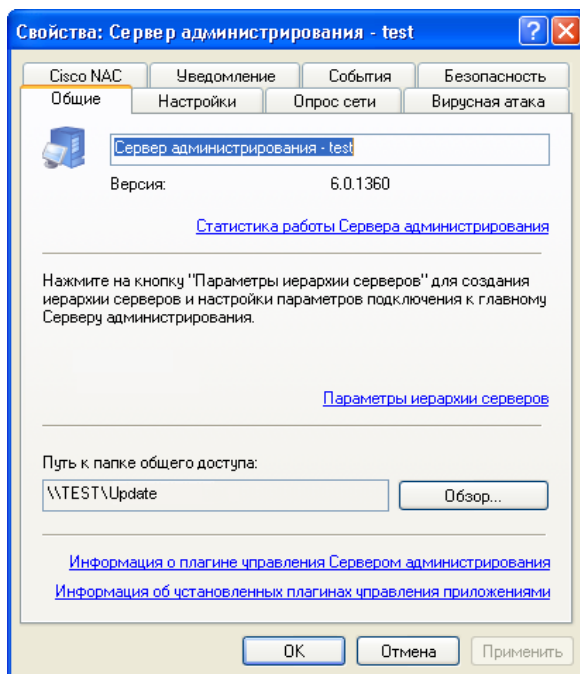 Свойства: Сервер администрирования - test
Cisco NAC
Уведомление
События
Безопасность
Общие
Настройки
Опрос сети
Вирусная атака
Сервер администрирования - test
Версия: 6.0.1360
Статистика работы Сервера администрирования
Нажмите на кнопку "Параметры иерархии серверов" для создания
иерархии серверов и настройки параметров подключения к главному
Серверу администрирования.
Параметры иерархии серверов
Путь к папке общего доступа:
\\TEST\Update
Обзор...
Информация о плагине управления Сервером администрирования
Информация об установленных плагинах управления приложениями
OK
Отмена
Применить